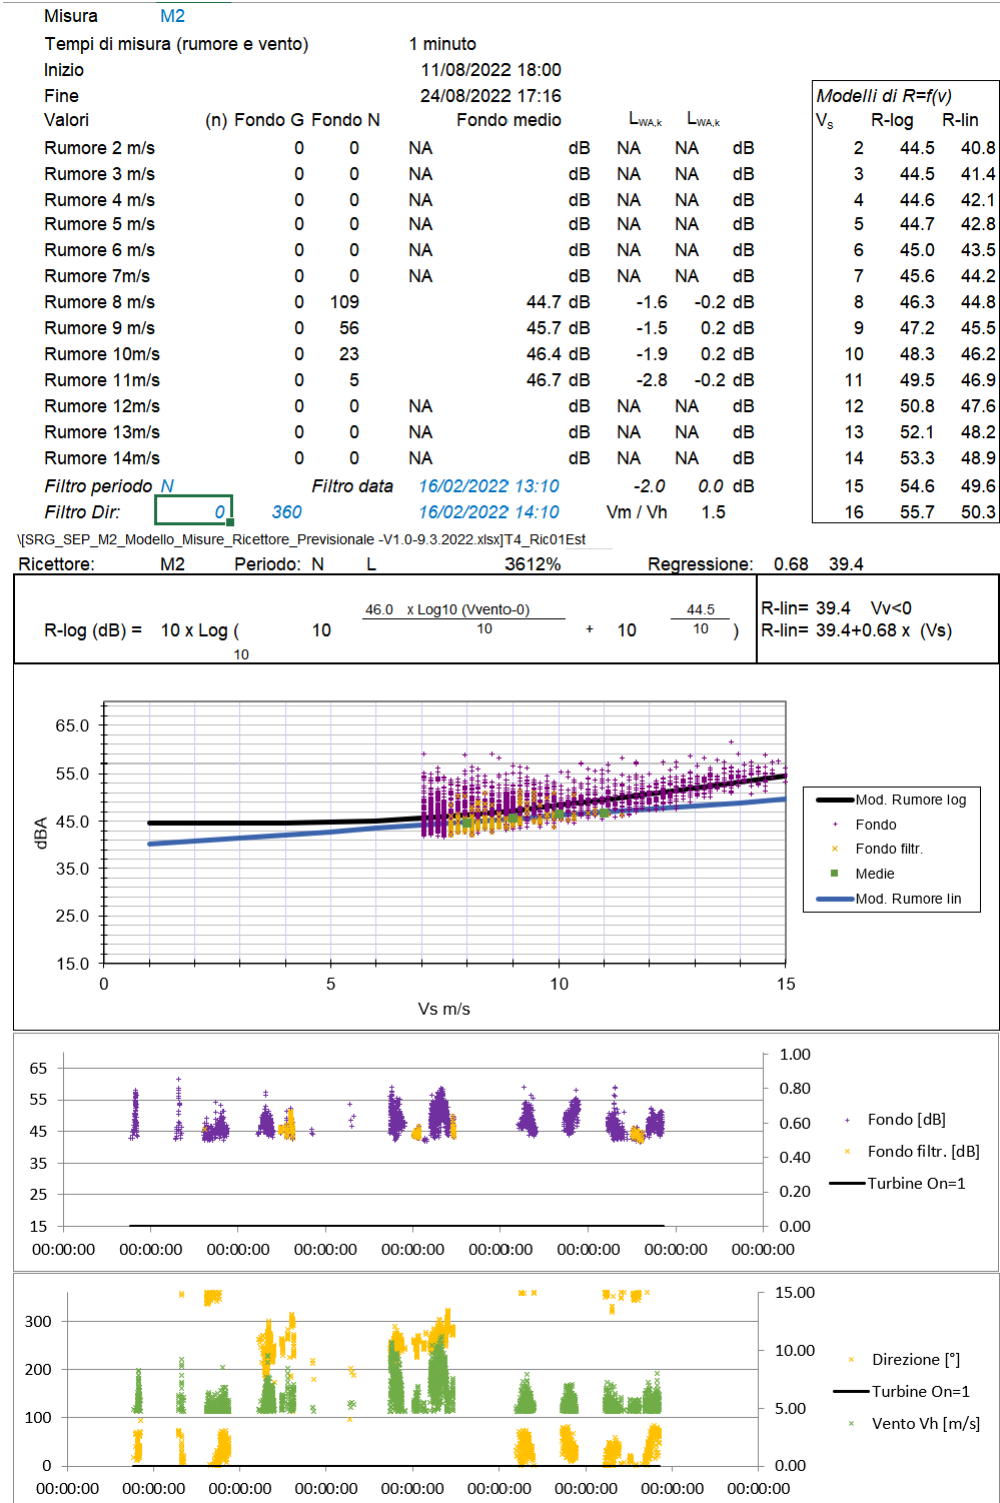 Misura M2
Tempi di misura (rumore e vento) 1 minuto
Inizio 11/08/2022 18:00
Fine 24/08/2022 17:16
Valori (n) Fondo G Fondo N Fondo medio LWA,k LWA,k
Rumore 2 m/s 0 0 NA dB NA NA dB
Rumore 3 m/s 0 0 NA dB NA NA dB
Rumore 4 m/s 0 0 NA dB NA NA dB
Rumore 5 m/s 0 0 NA dB NA NA dB
Rumore 6 m/s 0 0 NA dB NA NA dB
Rumore 7m/s 0 0 NA dB NA NA dB
Rumore 8 m/s 0 109 44.7 dB -1.6 -0.2 dB
Rumore 9 m/s 0 56 45.7 dB -1.5 0.2 dB
Rumore 10m/s 0 23 46.4 dB -1.9 0.2 dB
Rumore 11m/s 0 5 46.7 dB -2.8 -0.2 dB
Rumore 12m/s 0 0 NA dB NA NA dB
Rumore 13m/s 0 0 NA dB NA NA dB
Rumore 14m/s 0 0 NA dB NA NA dB
Filtro periodo N Filtro data 16/02/2022 13:10 -2.0 0.0 dB
Filtro Dir: 0 360 16/02/2022 14:10 Vm / Vh 1.5
Modelli di R=f(v)
Vs R-log R-lin
2 44.5 40.8
3 44.5 41.4
4 44.6 42.1
5 44.7 42.8
6 45.0 43.5
7 45.6 44.2
8 46.3 44.8
9 47.2 45.5
10 48.3 46.2
11 49.5 46.9
12 50.8 47.6
13 52.1 48.2
14 53.3 48.9
15 54.6 49.6
16 55.7 50.3
\[SRG_SEP_M2_Modello_Misure_Ricettore_Previsionale -V1.0-9.3.2022.xlsx]T4_Ric01Est
Ricettore: M2 Periodo: N L 3612% Regressione: 0.68 39.4
46.0 x Log10 (Vvento-0) 44.5
R-log (dB) = 10 x Log ( 10 10 + 10 10 )
10
R-lin= 39.4 Vv<0
R-lin= 39.4+0.68 x (Vs)
65.0
55.0
45.0
35.0
25.0
15.0
dBA
0 5 10 15
Vs m/s
Mod. Rumore log
Fondo
Fondo filtr.
Medie
Mod. Rumore lin
65
55
45
35
25
15
1.00
0.80
0.60
0.40
0.20
0.00
00:00:00 00:00:00 00:00:00 00:00:00 00:00:00 00:00:00 00:00:00 00:00:00 00:00:00
Fondo [dB]
Fondo filtr. [dB]
Turbine On=1
300
200
100
0
15.00
10.00
5.00
0.00
00:00:00 00:00:00 00:00:00 00:00:00 00:00:00 00:00:00 00:00:00 00:00:00 00:00:00
Direzione [°]
Turbine On=1
Vento Vh [m/s]